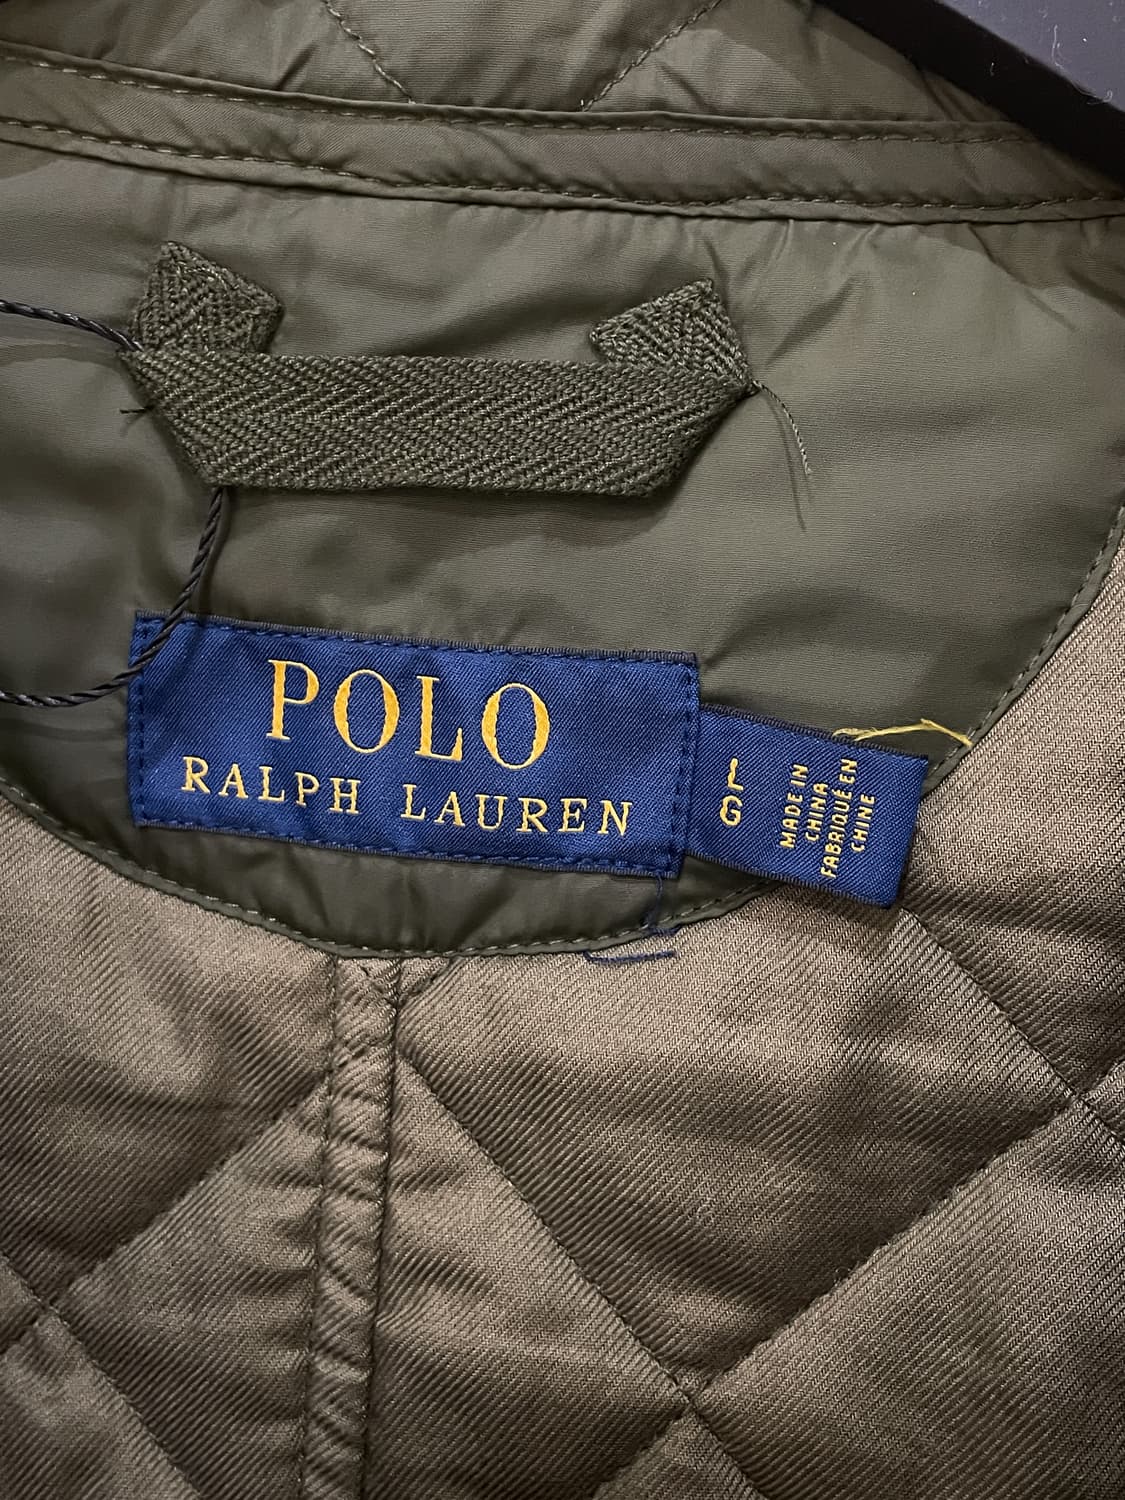 POLO
RALPH LAUREN
L
G
MADE IN
CHINA
FABRIQUÉ EN
CHINE